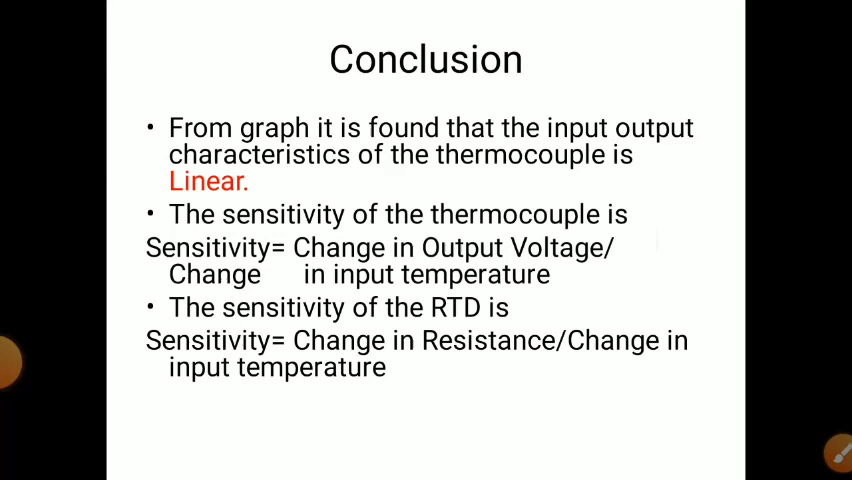 Conclusion
• From graph it is found that the input output
characteristics of the thermocouple is
Linear.
• The sensitivity of the thermocouple is
Sensitivity= Change in Output Voltage/
Change in input temperature
• The sensitivity of the RTD is
Sensitivity= Change in Resistance/Change in
input temperature